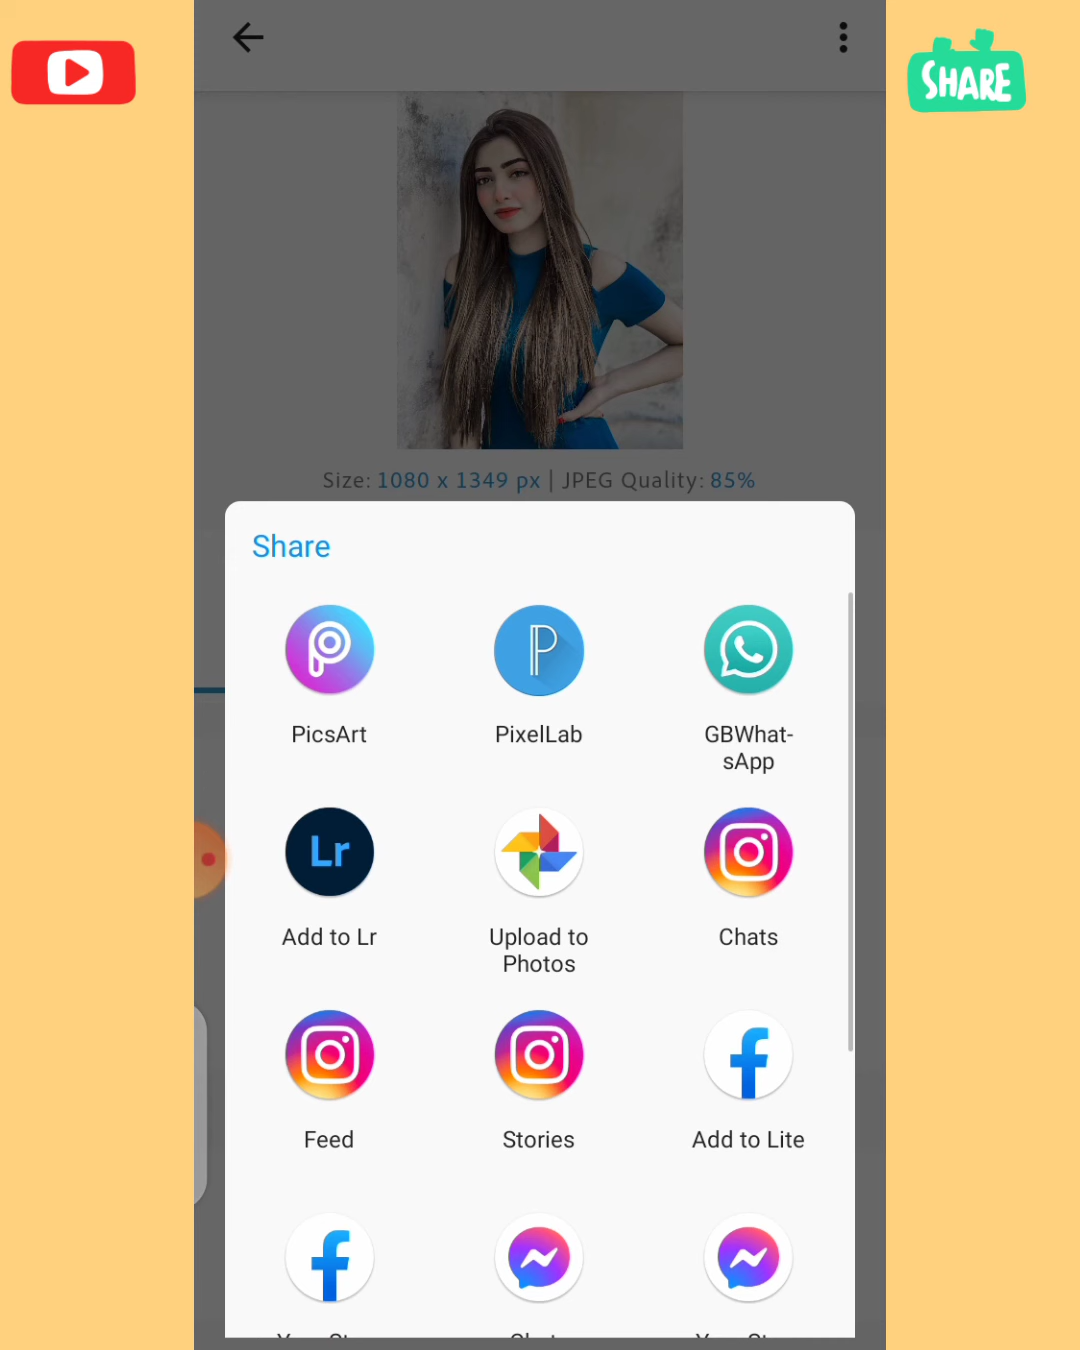 SHARE
Size: 1080 x 1349 px | JPEG Quality: 85%
Share
PicsArt
PixelLab
GBWhat-
sApp
Lr
Add to Lr
Upload to
Photos
Chats
Feed
Stories
Add to Lite